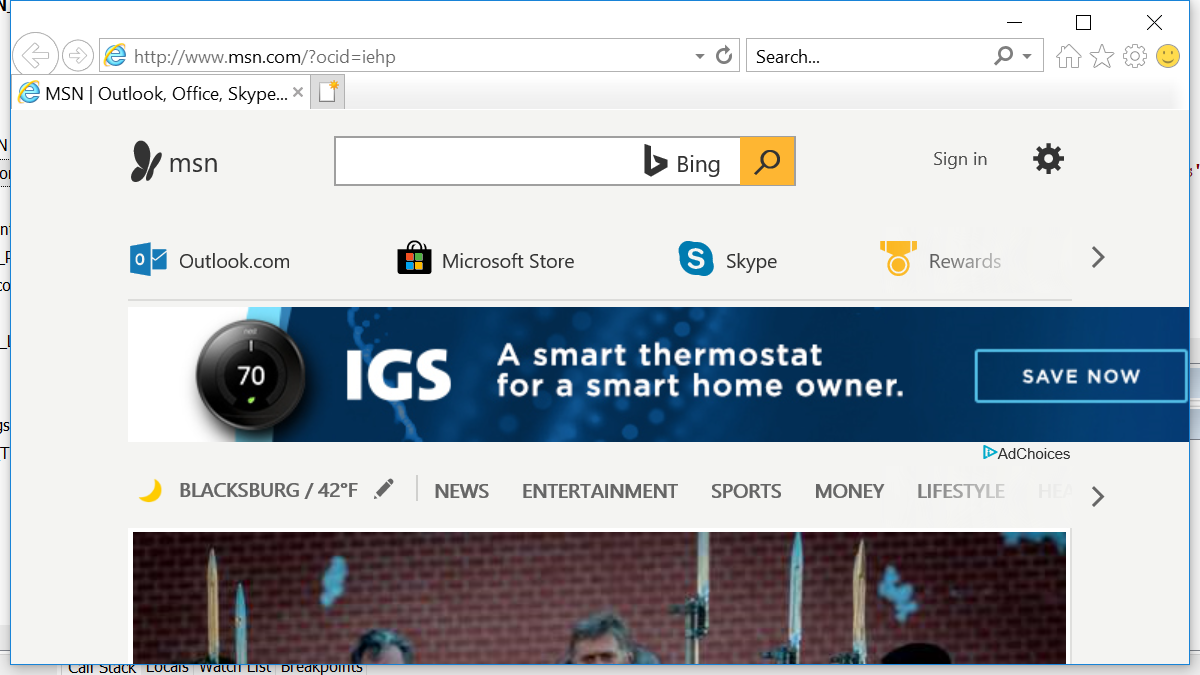 http://www.msn.com/?ocid=iehp
Search...
MSN | Outlook, Office, Skype...
msn
Bing
Sign in
Outlook.com
Microsoft Store
Skype
Rewards
nest
70
IGS
A smart thermostat
for a smart home owner.
SAVE NOW
AdChoices
BLACKSBURG / 42°F
NEWS
ENTERTAINMENT
SPORTS
MONEY
LIFESTYLE
HEA
Call Stack Locals Watch List Breakpoints